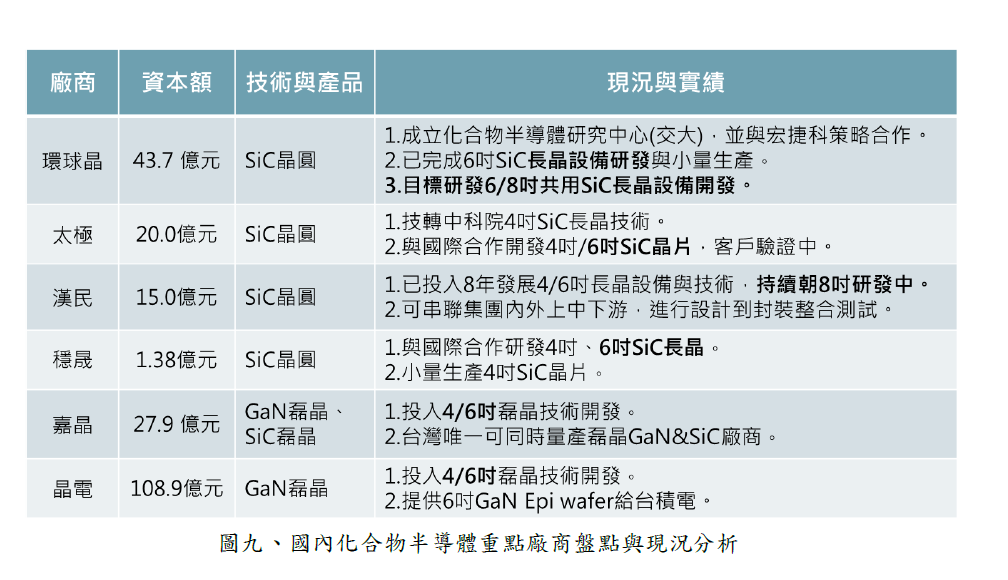 廠商 資本額 技術與產品 現況與實績
環球晶 43.7 億元 SiC晶圓
1.成立化合物半導體研究中心(交大)，並與宏捷科策略合作。
2.已完成6吋SiC長晶設備研發與小量生產。
3.目標研發6/8吋共用SiC長晶設備開發。
太極 20.0億元 SiC晶圓
1.技轉中科院4吋SiC長晶技術。
2.與國際合作開發4吋/6吋SiC晶片，客戶驗證中。
漢民 15.0億元 SiC晶圓
1.已投入8年發展4/6吋長晶設備與技術，持續朝8吋研發中。
2.可串聯集團內外上中下游，進行設計到封裝整合測試。
穩晟 1.38億元 SiC晶圓
1.與國際合作研發4吋、6吋SiC長晶。
2.小量生產4吋SiC晶片。
嘉晶 27.9 億元 GaN磊晶、
SiC磊晶
1.投入4/6吋磊晶技術開發。
2.台灣唯一可同時量產磊晶GaN&SiC廠商。
晶電 108.9億元 GaN磊晶
1.投入4/6吋磊晶技術開發。
2.提供6吋GaN Epi wafer給台積電。
圖九、國內化合物半導體重點廠商盤點與現況分析